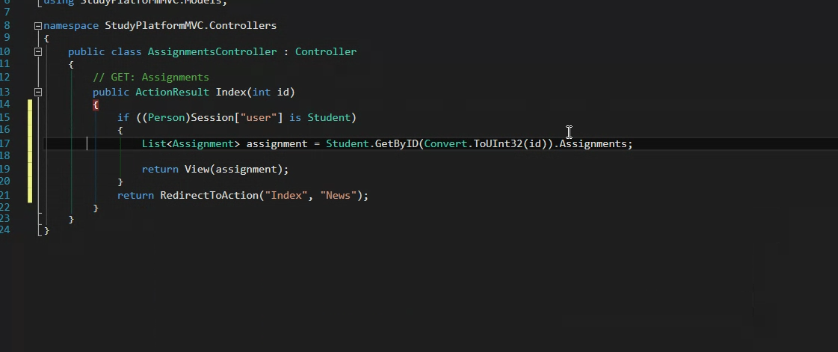 6 using StudyPlatformMVC.Models;
7
8 namespace StudyPlatformMVC.Controllers
9 {
10 public class AssignmentsController : Controller
11 {
12 // GET: Assignments
13 public ActionResult Index(int id)
14 {
15 if ((Person)Session["user"] is Student)
16 {
17 List<Assignment> assignment = Student.GetByID(Convert.ToUInt32(id)).Assignments;
18
19 return View(assignment);
20 }
21 return RedirectToAction("Index", "News");
22 }
23 }
24 }